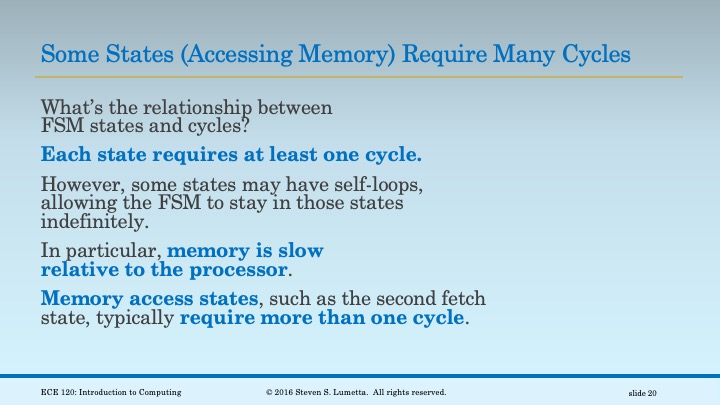 Some States (Accessing Memory) Require Many Cycles
What’s the relationship between
FSM states and cycles?
Each state requires at least one cycle.
However, some states may have self-loops,
allowing the FSM to stay in those states
indefinitely.
In particular, memory is slow
relative to the processor.
Memory access states, such as the second fetch
state, typically require more than one cycle.
ECE 120: Introduction to Computing
© 2016 Steven S. Lumetta.  All rights reserved.
slide 20